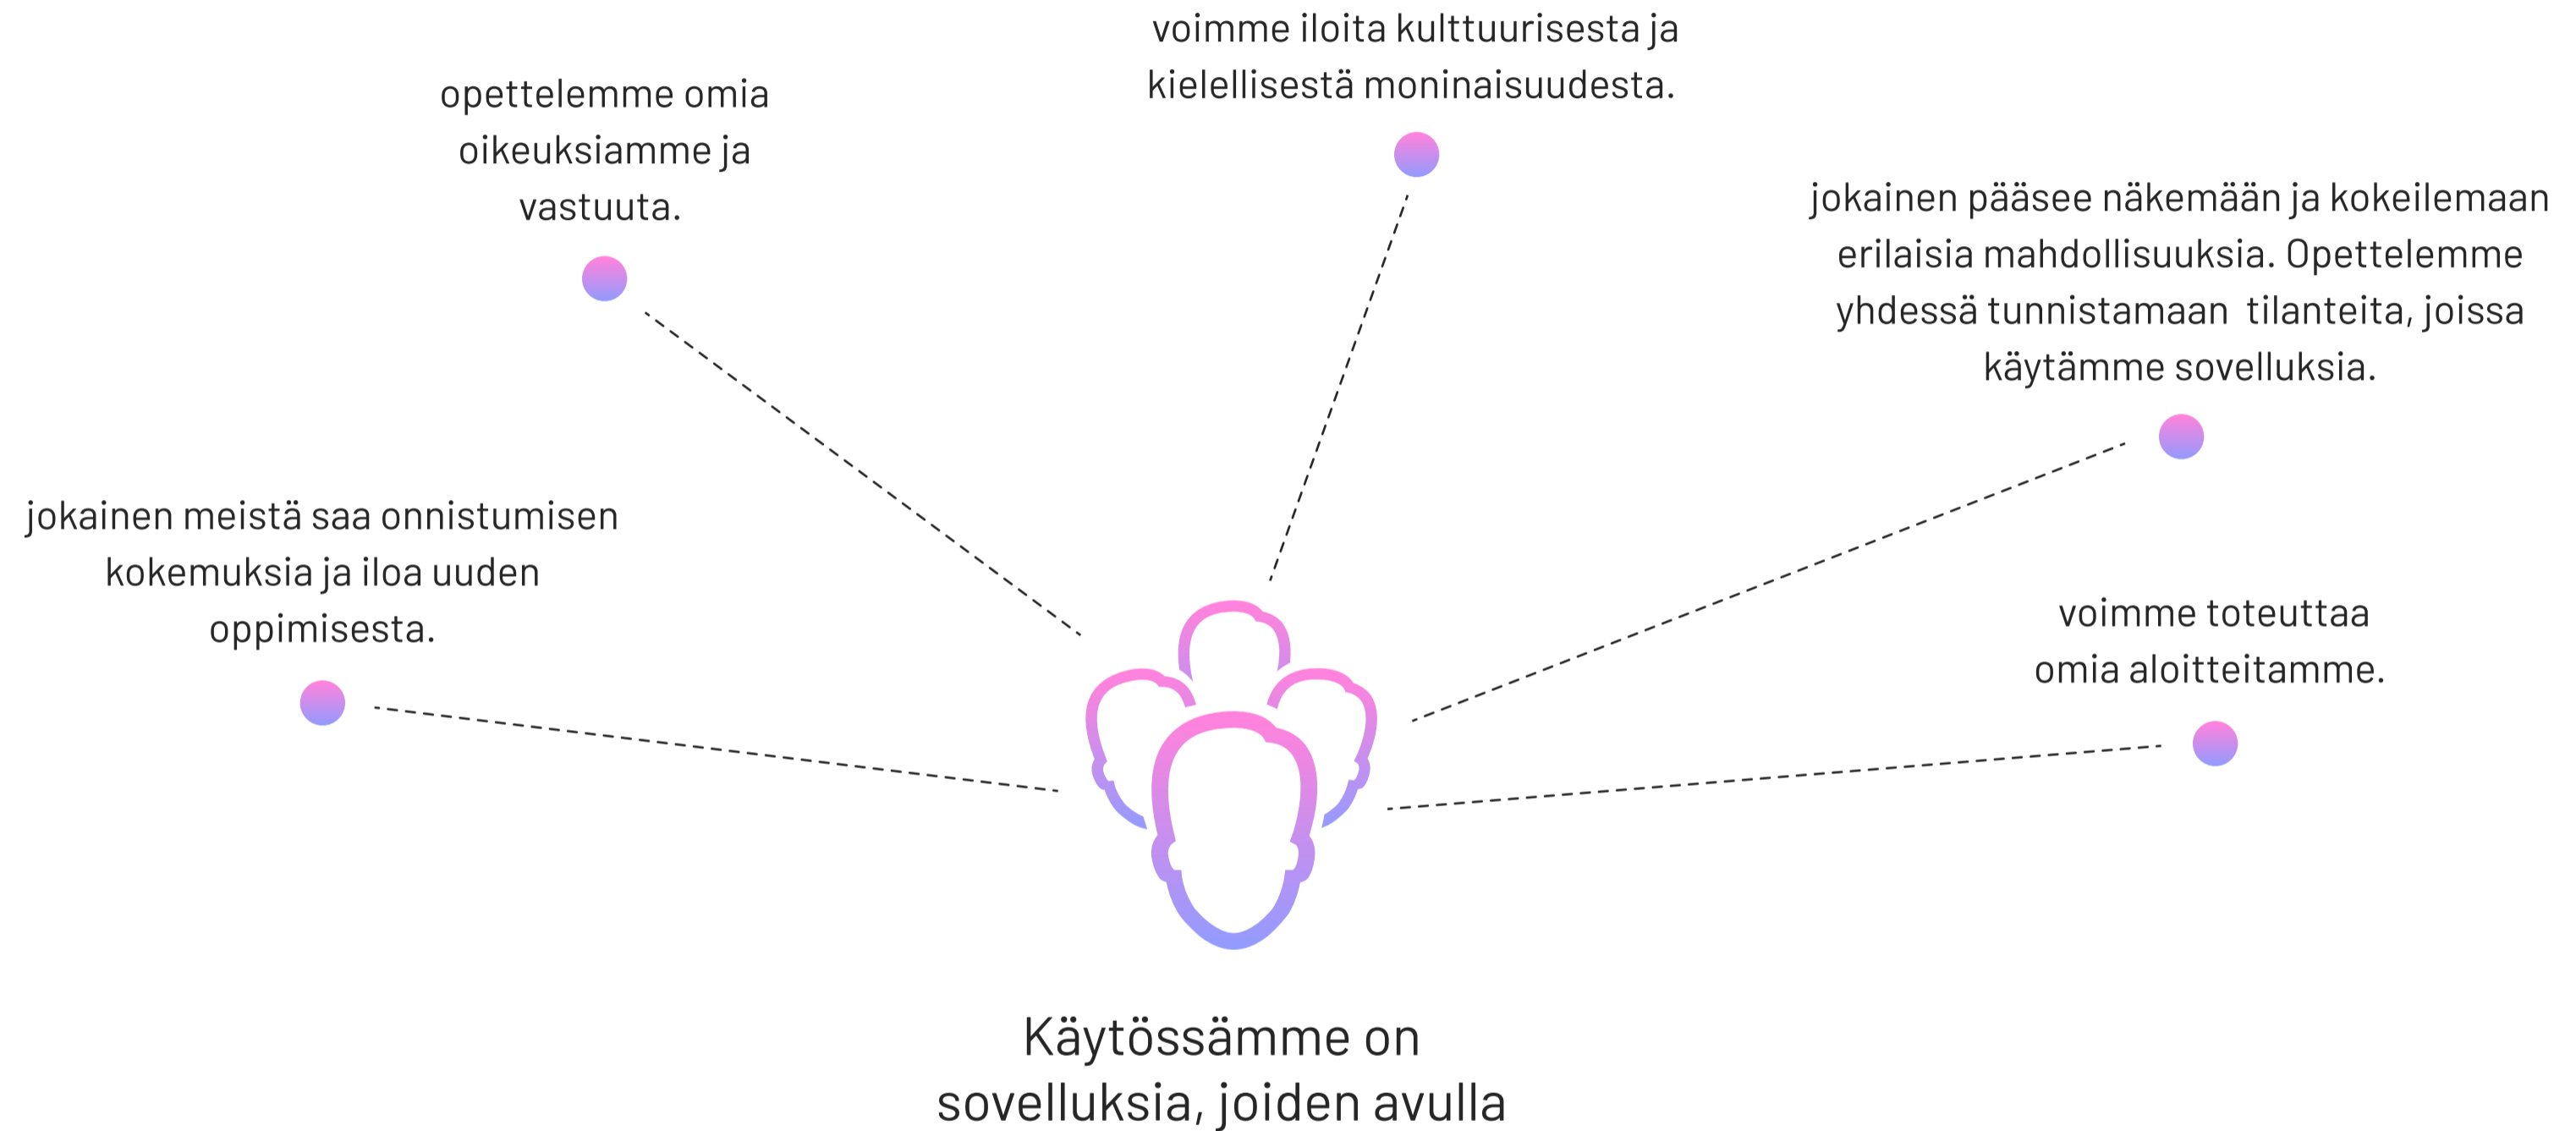 voimme iloita kulttuurisesta ja
kielellisestä moninaisuudesta.
opettelemme omia
oikeuksiamme ja
vastuuta.
jokainen pääsee näkemään ja kokeilemaan
erilaisia mahdollisuuksia. Opettelemme
yhdessä tunnistamaan  tilanteita, joissa
käytämme sovelluksia.
jokainen meistä saa onnistumisen
kokemuksia ja iloa uuden
oppimisesta.
voimme toteuttaa
omia aloitteitamme.
Käytössämme on
sovelluksia, joiden avulla